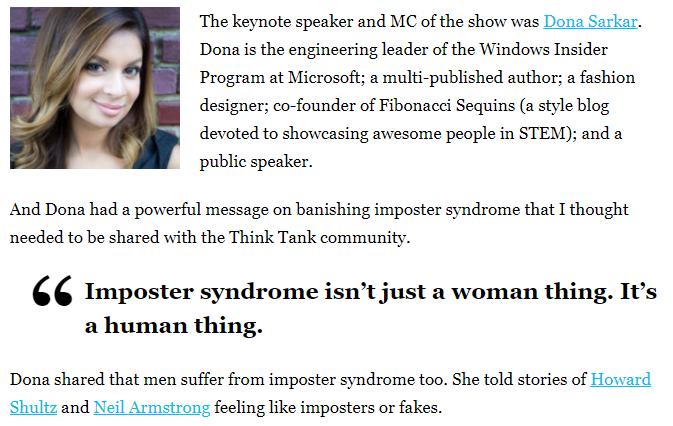 The keynote speaker and MC of the show was Dona Sarkar.
Dona is the engineering leader of the Windows Insider
Program at Microsoft; a multi-published author; a fashion
designer; co-founder of Fibonacci Sequins (a style blog
devoted to showcasing awesome people in STEM); and a
public speaker.
And Dona had a powerful message on banishing imposter syndrome that I thought
needed to be shared with the Think Tank community.
“ Imposter syndrome isn’t just a woman thing. It’s
a human thing.
Dona shared that men suffer from imposter syndrome too. She told stories of Howard
Shultz and Neil Armstrong feeling like imposters or fakes.